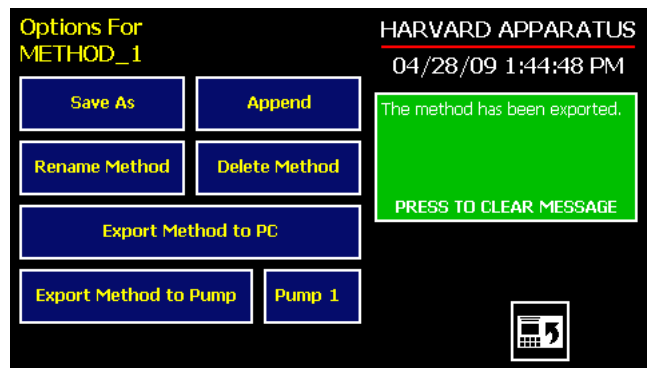 Options For
METHOD_1
HARVARD APPARATUS
04/28/09 1:44:48 PM
Save As
Append
The method has been exported.
Rename Method
Delete Method
PRESS TO CLEAR MESSAGE
Export Method to PC
Export Method to Pump
Pump 1